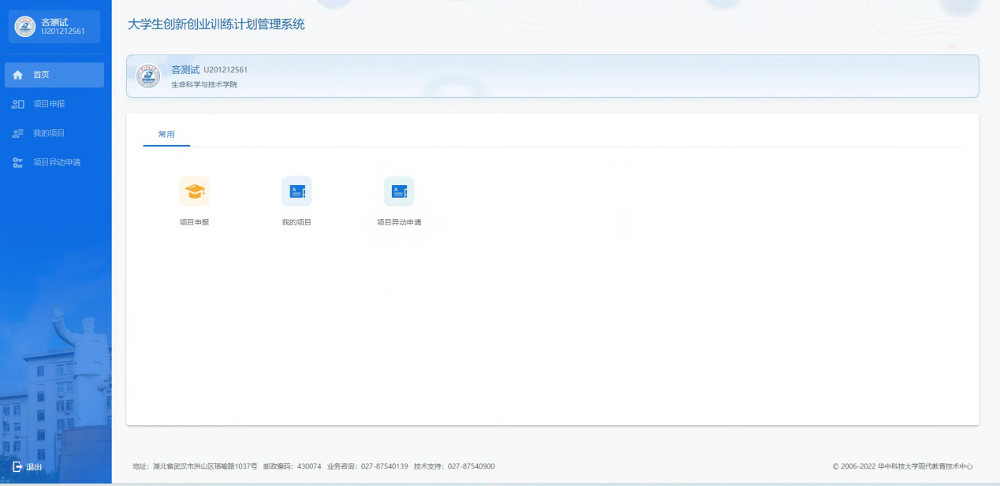 吝测试
U201212561
首页
项目申报
我的项目
项目异动申请
退出
大学生创新创业训练计划管理系统
吝测试 U201212561
生命科学与技术学院
常用
项目申报 我的项目 项目异动申请
地址：湖北省武汉市洪山区珞喻路1037号 邮政编码：430074 业务咨询：027-87540139 技术支持：027-87540900
© 2006-2022 华中科技大学现代教育技术中心